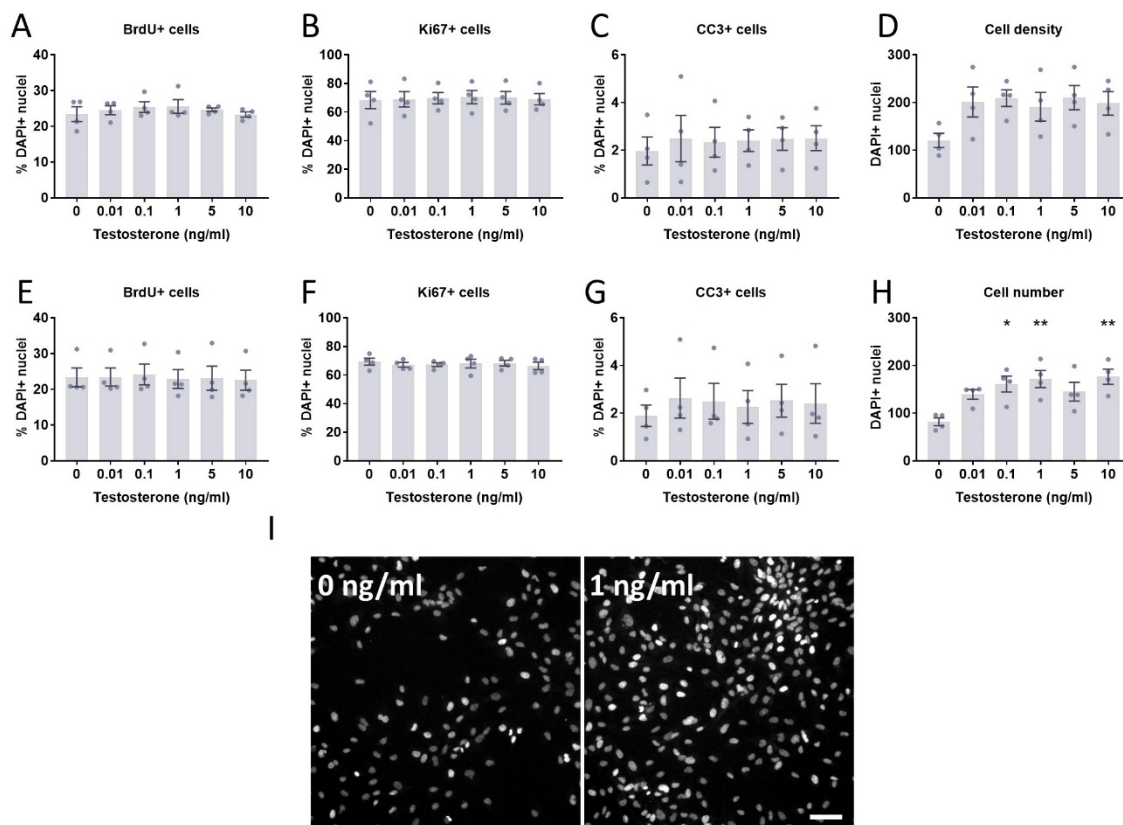 A
BrdU+ cells
% DAPI+ nuclei
40
30
20
10
0
0 0.01 0.1 1 5 10
Testosterone (ng/ml)
B
Ki67+ cells
% DAPI+ nuclei
100
80
60
40
20
0
0 0.01 0.1 1 5 10
Testosterone (ng/ml)
C
CC3+ cells
% DAPI+ nuclei
6
4
2
0
0 0.01 0.1 1 5 10
Testosterone (ng/ml)
D
Cell density
DAPI+ nuclei
300
200
100
0
0 0.01 0.1 1 5 10
Testosterone (ng/ml)
E
BrdU+ cells
% DAPI+ nuclei
40
30
20
10
0
0 0.01 0.1 1 5 10
Testosterone (ng/ml)
F
Ki67+ cells
% DAPI+ nuclei
100
80
60
40
20
0
0 0.01 0.1 1 5 10
Testosterone (ng/ml)
G
CC3+ cells
% DAPI+ nuclei
6
4
2
0
0 0.01 0.1 1 5 10
Testosterone (ng/ml)
H
Cell number
DAPI+ nuclei
300
200
100
0
* ** **
0 0.01 0.1 1 5 10
Testosterone (ng/ml)
I
0 ng/ml
1 ng/ml